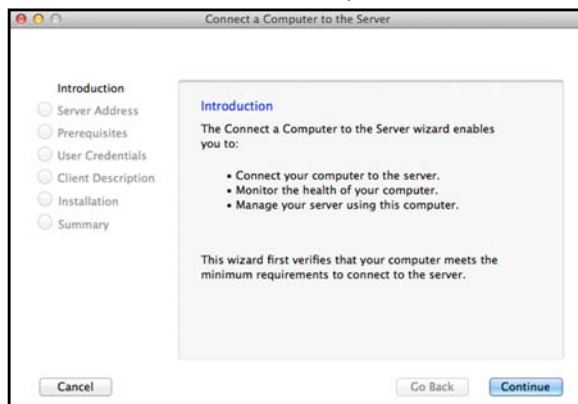 Connect a Computer to the Server
Introduction
Server Address
Prerequisites
User Credentials
Client Description
Installation
Summary
Introduction
The Connect a Computer to the Server wizard enables
you to:
• Connect your computer to the server.
• Monitor the health of your computer.
• Manage your server using this computer.
This wizard first verifies that your computer meets the
minimum requirements to connect to the server.
Cancel
Go Back
Continue